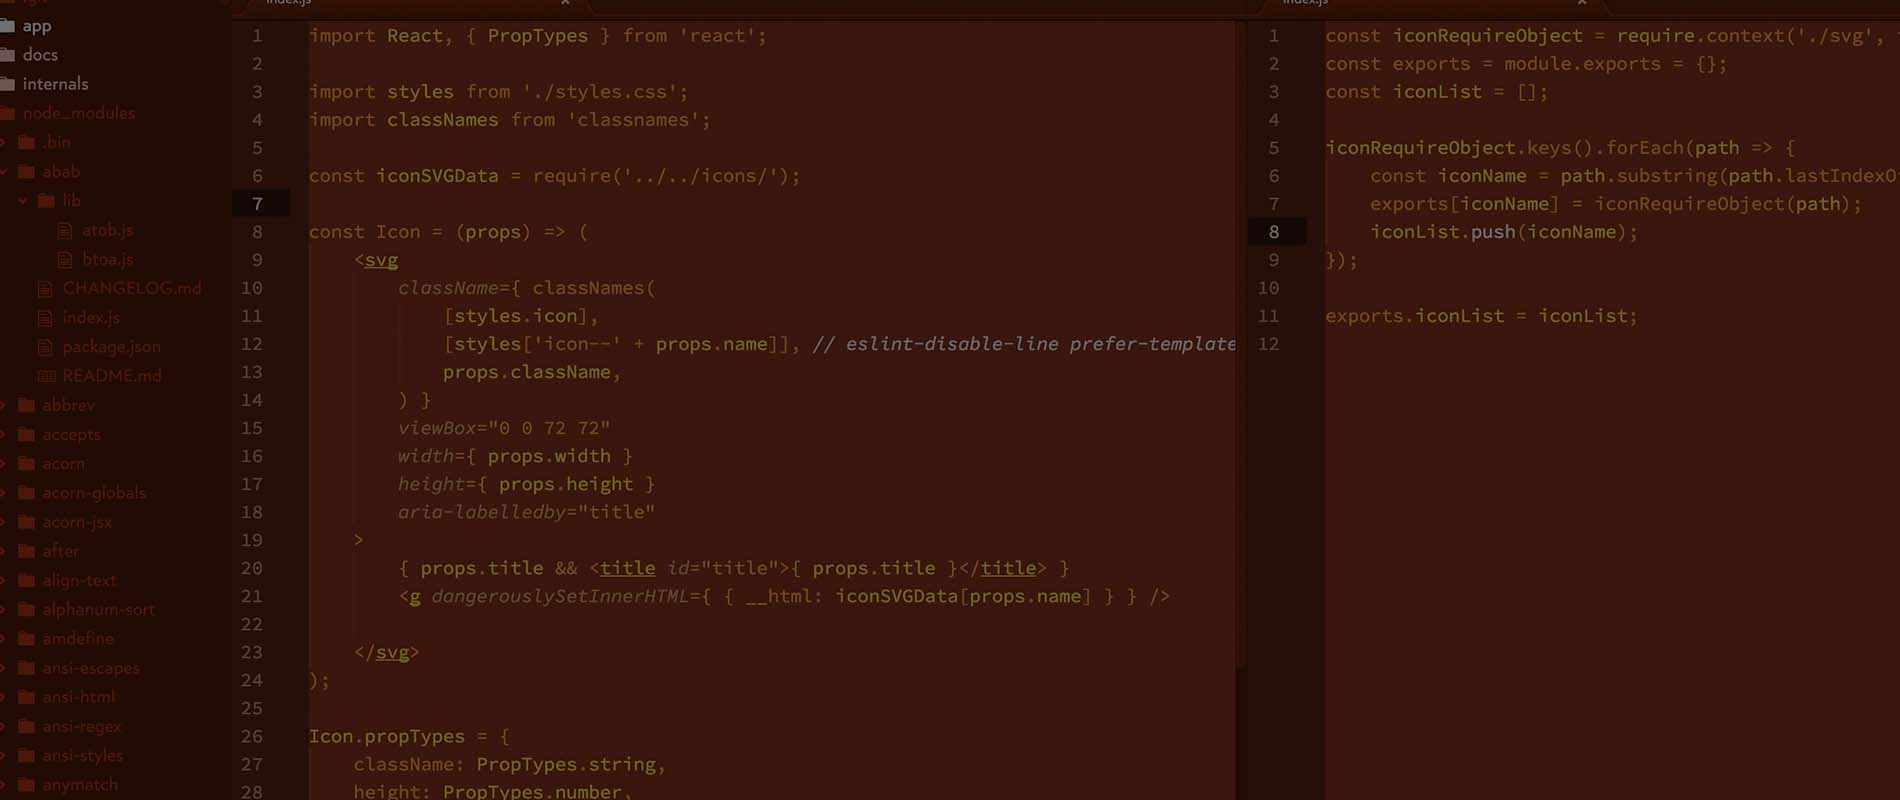 index.js
index.js
app
docs
internals
node_modules
.bin
abab
lib
atob.js
btoa.js
CHANGELOG.md
index.js
package.json
README.md
abbrev
accepts
acorn
acorn-globals
acorn-jsx
after
align-text
alphanum-sort
amdefine
ansi-escapes
ansi-html
ansi-regex
ansi-styles
anymatch
1 import React, { PropTypes } from 'react';
2
3 import styles from './styles.css';
4 import classNames from 'classnames';
5
6 const iconSVGData = require('../../icons/');
7
8 const Icon = (props) => (
9 <svg
10 className={ classNames(
11 [styles.icon],
12 [styles['icon--' + props.name]], // eslint-disable-line prefer-template
13 props.className,
14 ) }
15 viewBox="0 0 72 72"
16 width={ props.width }
17 height={ props.height }
18 aria-labelledby="title"
19 >
20 { props.title && <title id="title">{ props.title }</title> }
21 <g dangerouslySetInnerHTML={ { __html: iconSVGData[props.name] } } />
22
23 </svg>
24 );
25
26 Icon.propTypes = {
27 className: PropTypes.string,
28 height: PropTypes.number,
1 const iconRequireObject = require.context('./svg',
2 const exports = module.exports = {};
3 const iconList = [];
4
5 iconRequireObject.keys().forEach(path => {
6 const iconName = path.substring(path.lastIndexO
7 exports[iconName] = iconRequireObject(path);
8 iconList.push(iconName);
9 });
10
11 exports.iconList = iconList;
12